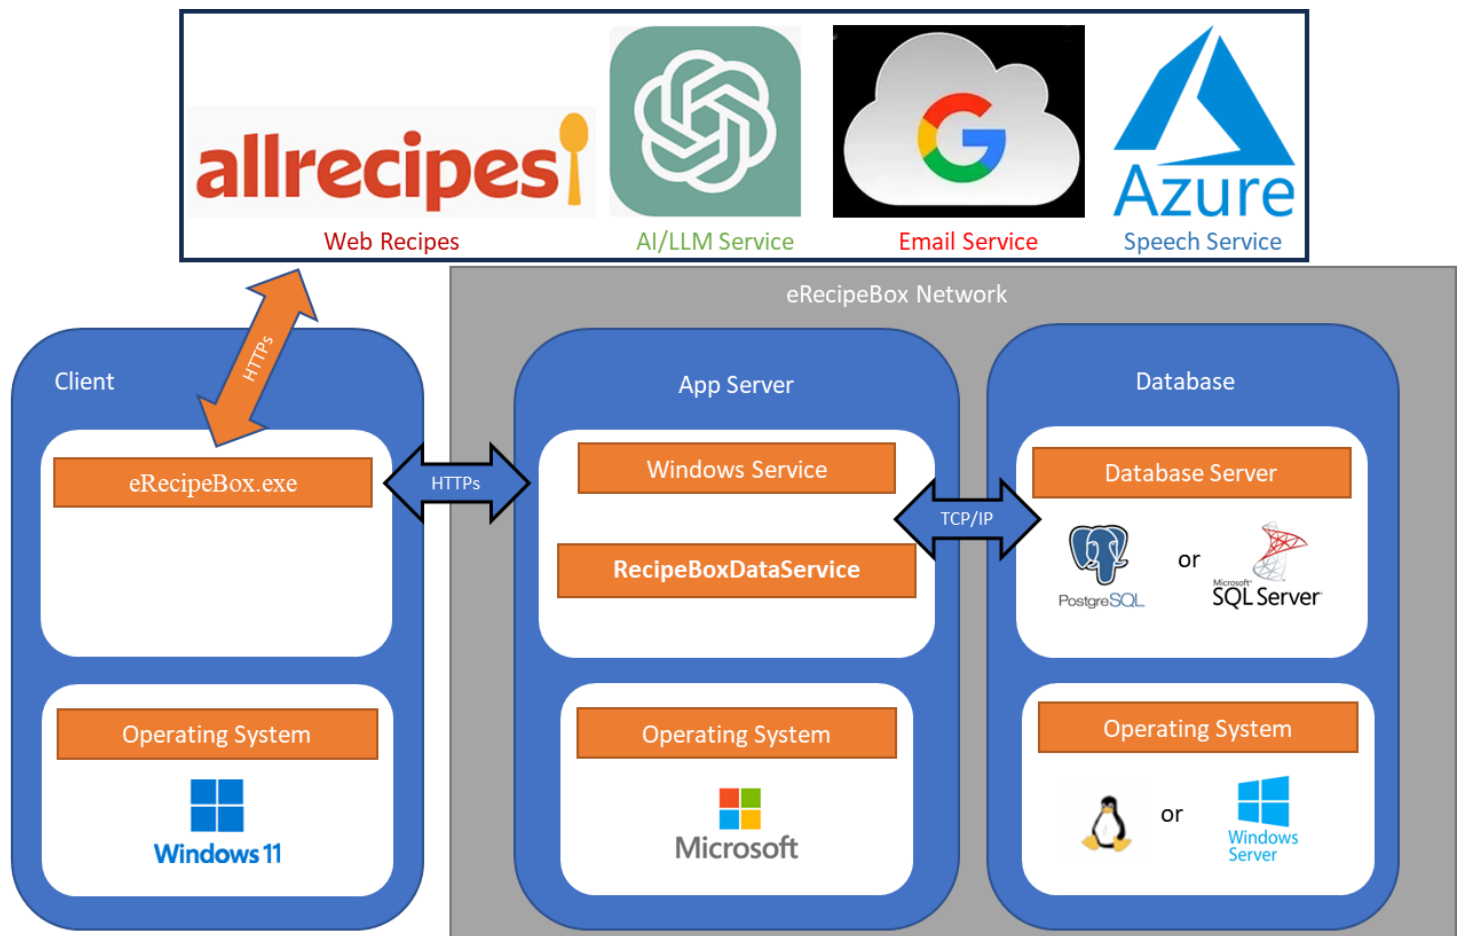 allrecipes
G
Azure
Web Recipes
AI/LLM Service
Email Service
Speech Service
eRecipeBox Network
HTTPs
Client
App Server
Database
eRecipeBox.exe
HTTPs
Windows Service
RecipeBoxDataService
TCP/IP
Database Server
PostgreSQL
or
Microsoft
SQL Server
Operating System
Windows 11
Operating System
Microsoft
Operating System
or
Windows
Server